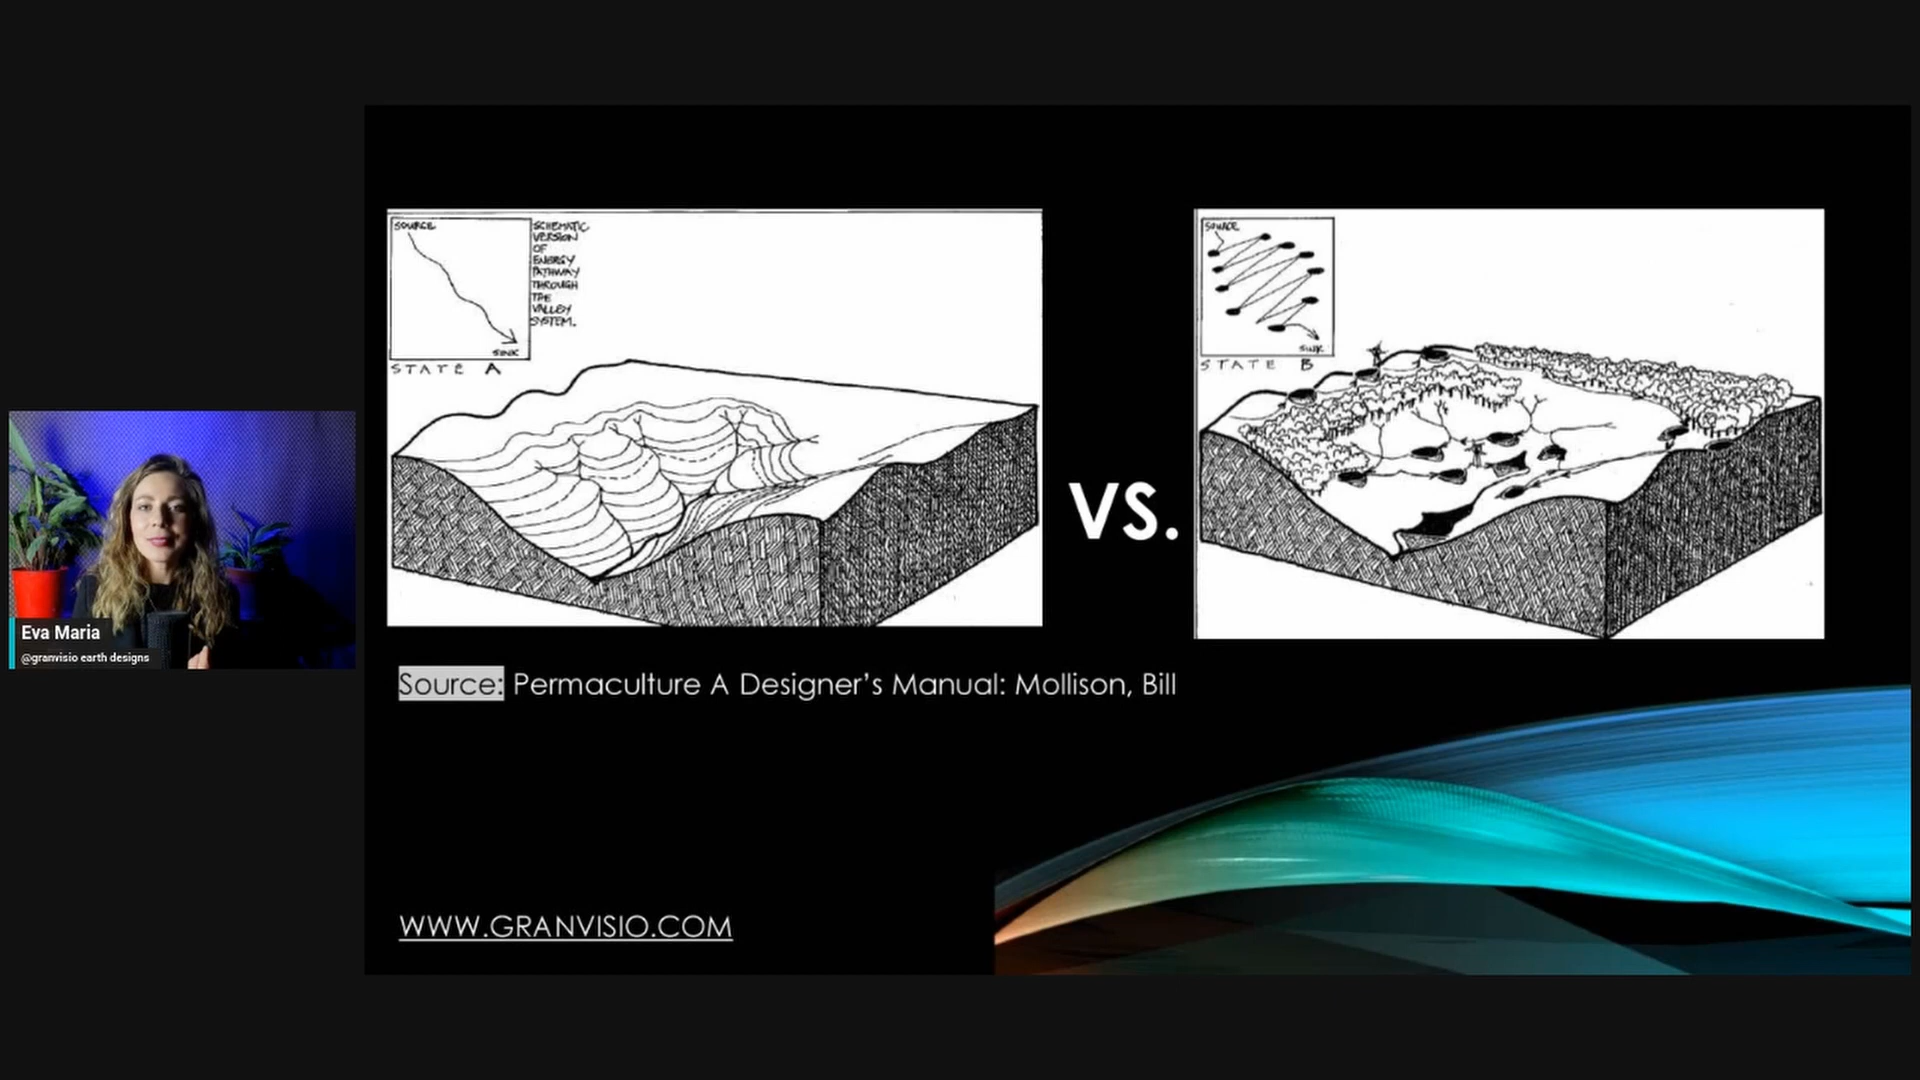 SOURCE
SCHEMATIC
VERSION
OF
ENERGY
PATHWAY
THROUGH
THE
VALLEY
SYSTEM.
SINK
STATE A
VS.
SOURCE
SINK
STATE B
Eva Maria
@granvisio earth designs
Source: Permaculture A Designer’s Manual: Mollison, Bill
WWW.GRANVISIO.COM